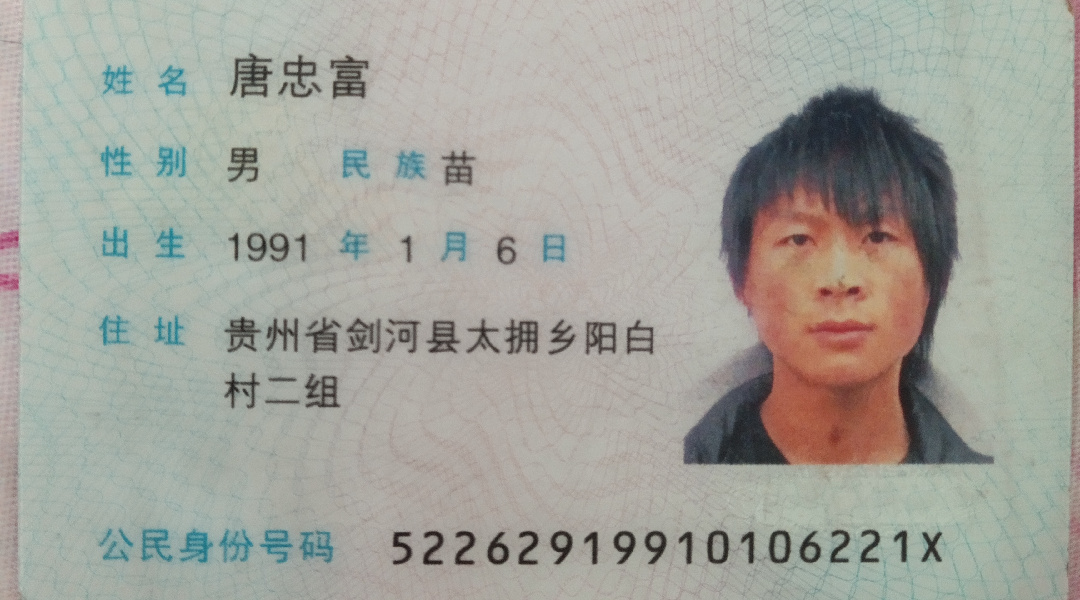 姓名 唐忠富
性别 男 民族 苗
出生 1991 年 1 月 6 日
住址 贵州省剑河县太拥乡阳白
村二组
公民身份号码 52262919910106221X